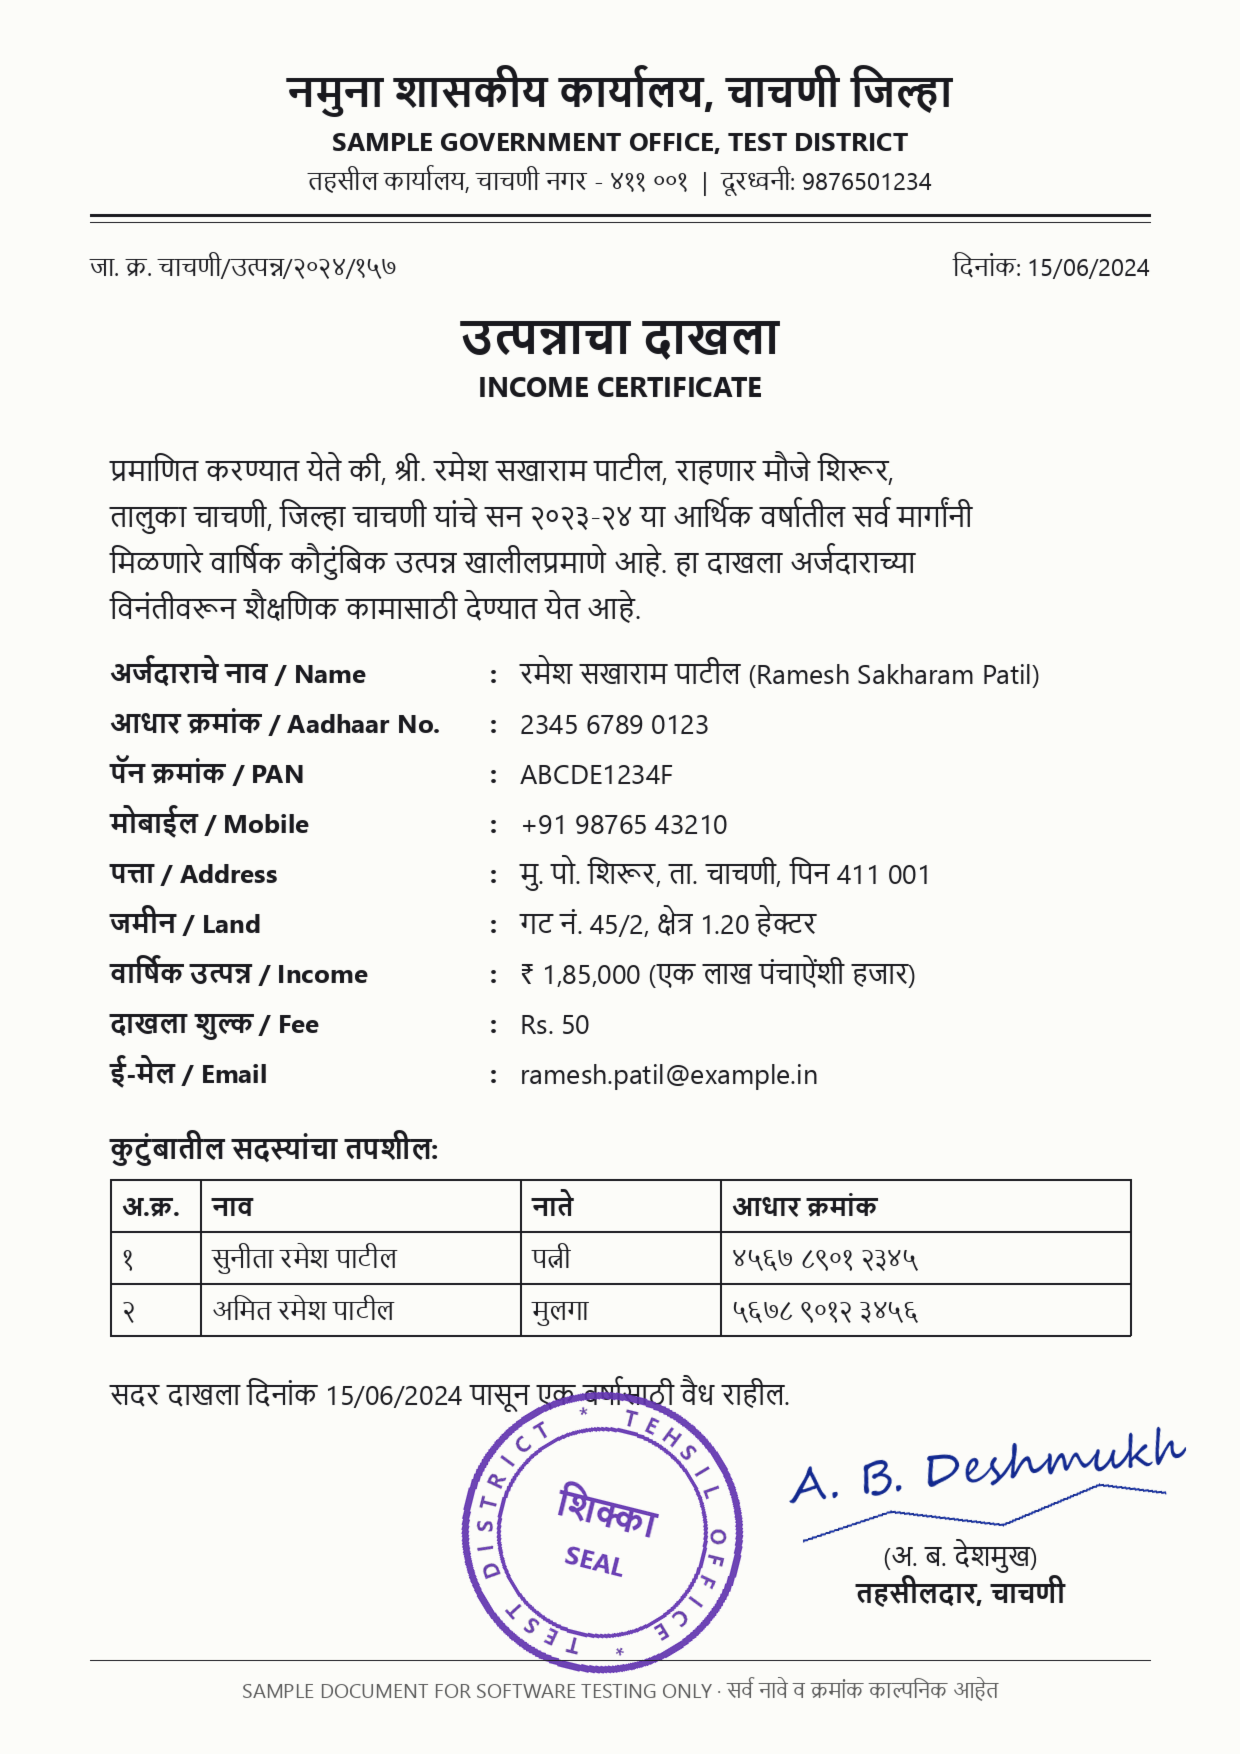 नमुना शासकीय कार्यालय, चाचणी जिल्हा
SAMPLE GOVERNMENT OFFICE, TEST DISTRICT
तहसील कार्यालय, चाचणी नगर - ४११ ००१ | दूरध्वनी: 9876501234
जा. क्र. चाचणी/उत्पन्न/२०२४/१५७ दिनांक: 15/06/2024
उत्पन्नाचा दाखला
INCOME CERTIFICATE
प्रमाणित करण्यात येते की, श्री. रमेश सखाराम पाटील, राहणार मौजे शिरूर,
तालुका चाचणी, जिल्हा चाचणी यांचे सन २०२३-२४ या आर्थिक वर्षातील सर्व मार्गांनी
मिळणारे वार्षिक कौटुंबिक उत्पन्न खालीलप्रमाणे आहे. हा दाखला अर्जदाराच्या
विनंतीवरून शैक्षणिक कामासाठी देण्यात येत आहे.
अर्जदाराचे नाव / Name : रमेश सखाराम पाटील (Ramesh Sakharam Patil)
आधार क्रमांक / Aadhaar No. : 2345 6789 0123
पॅन क्रमांक / PAN : ABCDE1234F
मोबाईल / Mobile : +91 98765 43210
पत्ता / Address : मु. पो. शिरूर, ता. चाचणी, पिन 411 001
जमीन / Land : गट नं. 45/2, क्षेत्र 1.20 हेक्टर
वार्षिक उत्पन्न / Income : ₹ 1,85,000 (एक लाख पंचाऐंशी हजार)
दाखला शुल्क / Fee : Rs. 50
ई-मेल / Email : ramesh.patil@example.in
कुटुंबातील सदस्यांचा तपशील:
अ.क्र. नाव नाते आधार क्रमांक
१ सुनीता रमेश पाटील पत्नी ४५६७ ८९०१ २३४५
२ अमित रमेश पाटील मुलगा ५६७८ ९०१२ ३४५६
सदर दाखला दिनांक 15/06/2024 पासून एक वर्षासाठी वैध राहील.
* TEHSIL OFFICE * TEST DISTRICT
शिक्का
SEAL
A. B. Deshmukh
(अ. ब. देशमुख)
तहसीलदार, चाचणी
SAMPLE DOCUMENT FOR SOFTWARE TESTING ONLY · सर्व नावे व क्रमांक काल्पनिक आहेत